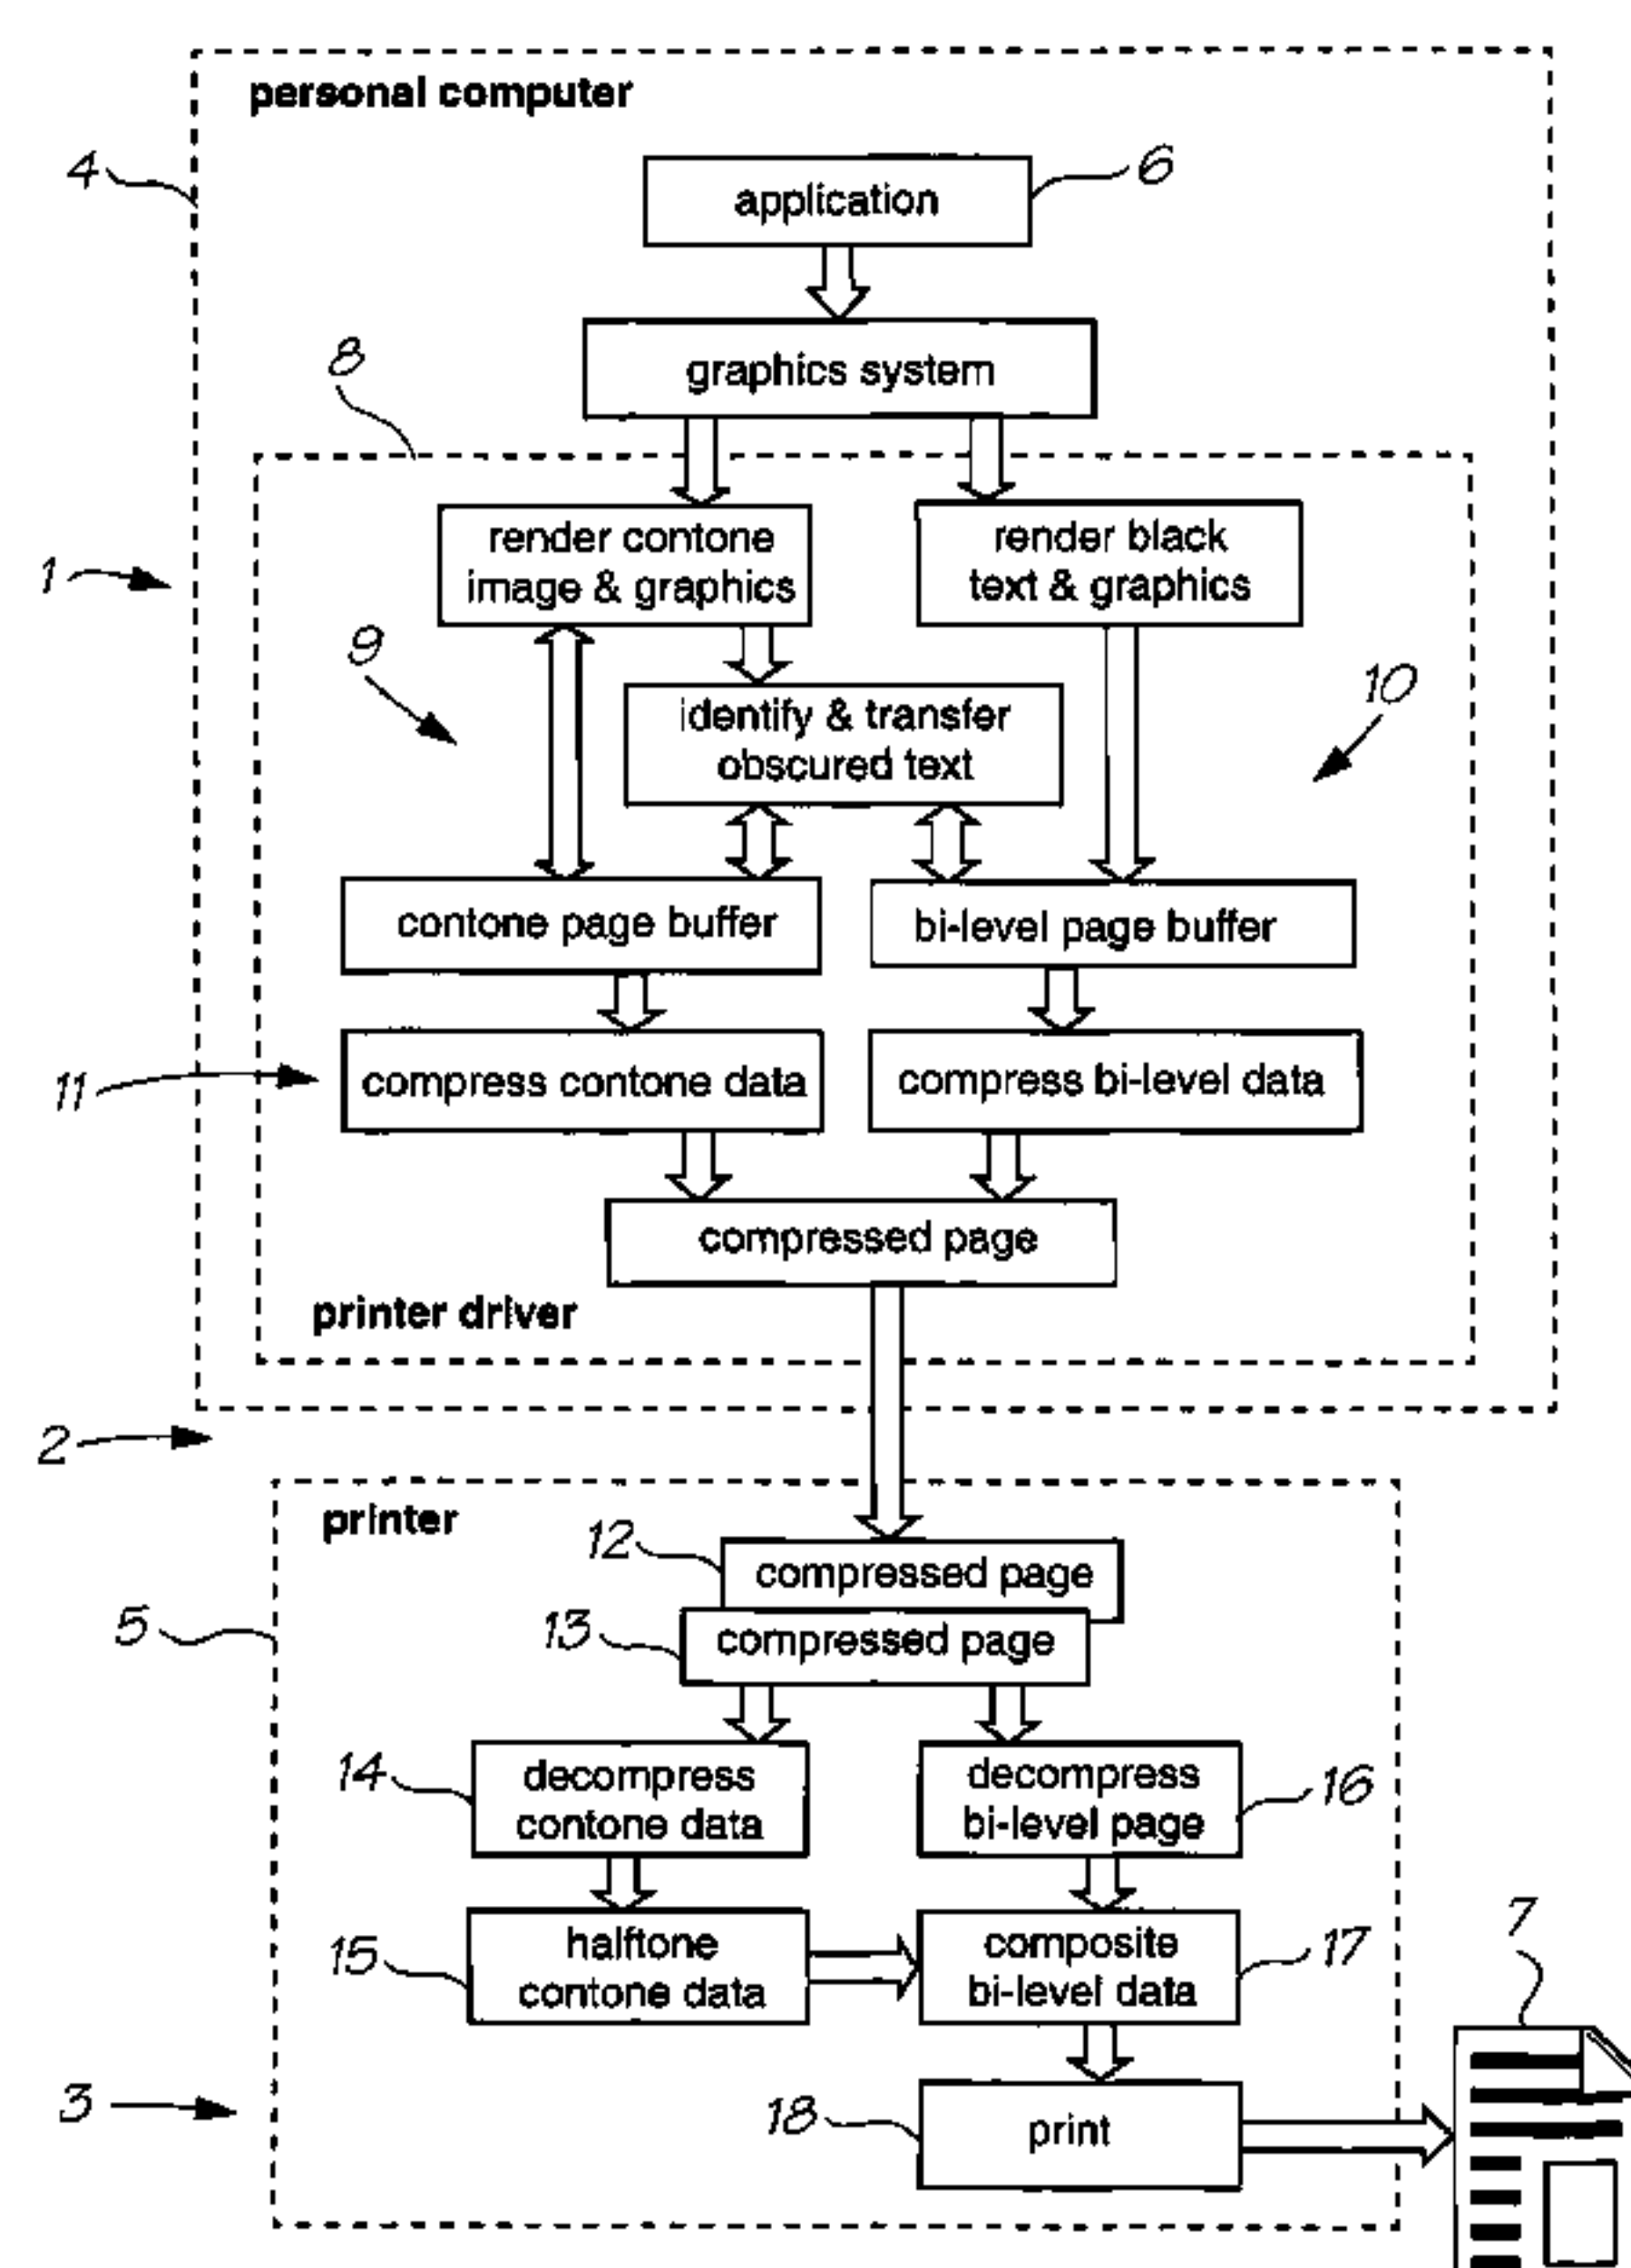 personal computer
4
application
6
graphics system
8
render contone
image & graphics
render black
text & graphics
1
9
identify & transfer
obscured text
10
contone page buffer
bi-level page buffer
11
compress contone data
compress bi-level data
compressed page
printer driver
2
printer
12
compressed page
5
13
compressed page
14
decompress
contone data
decompress
bi-level page
16
15
halftone
contone data
composite
bi-level data
17
7
3
18
print